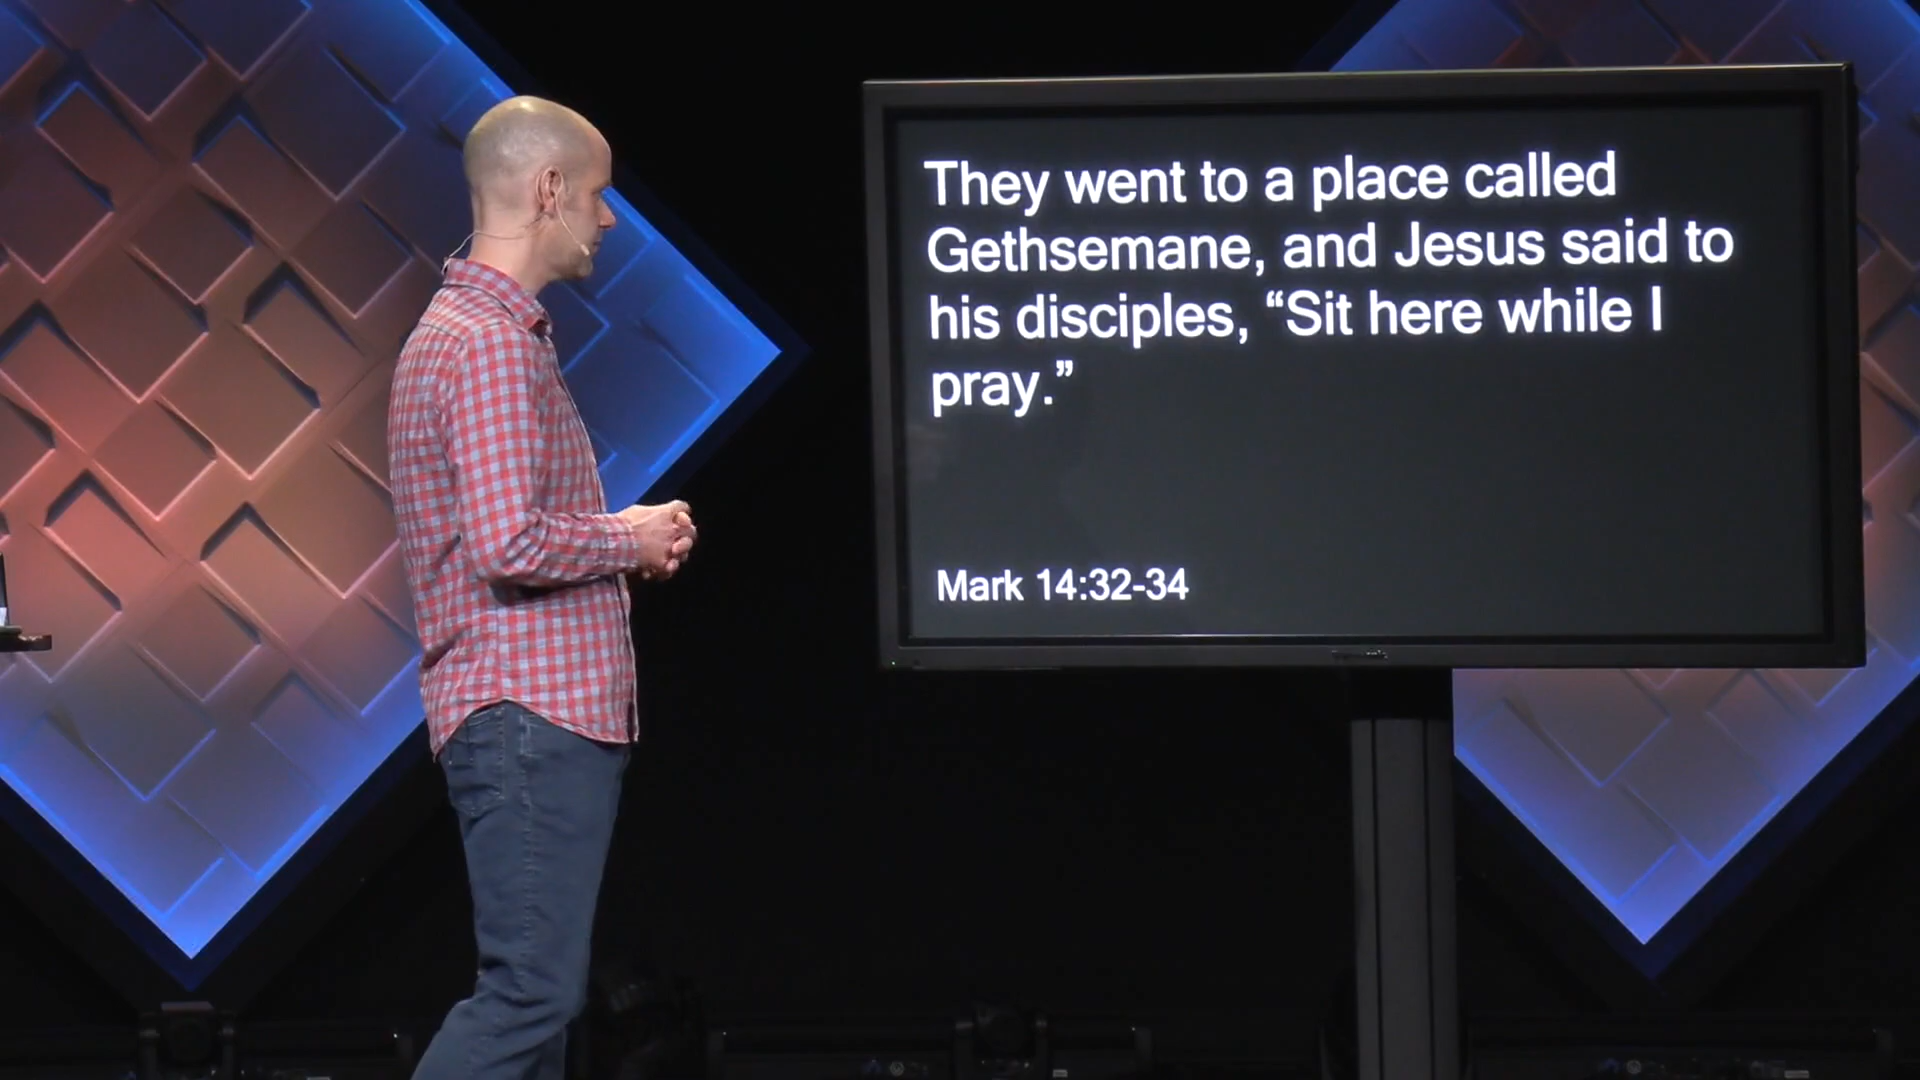 They went to a place called
Gethsemane, and Jesus said to
his disciples, “Sit here while I
pray.”
Mark 14:32-34